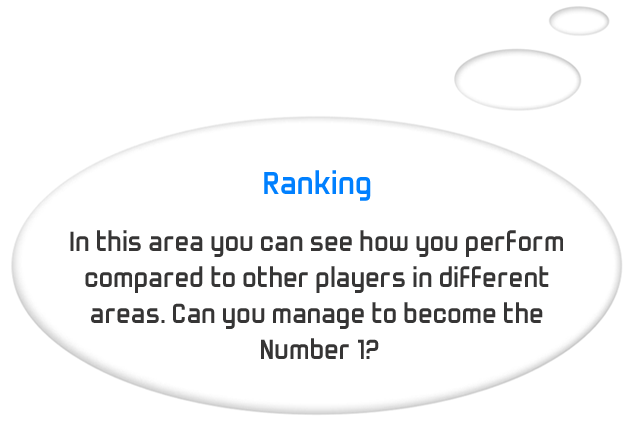 Ranking
In this area you can see how you perform
compared to other players in different
areas. Can you manage to become the
Number 1?